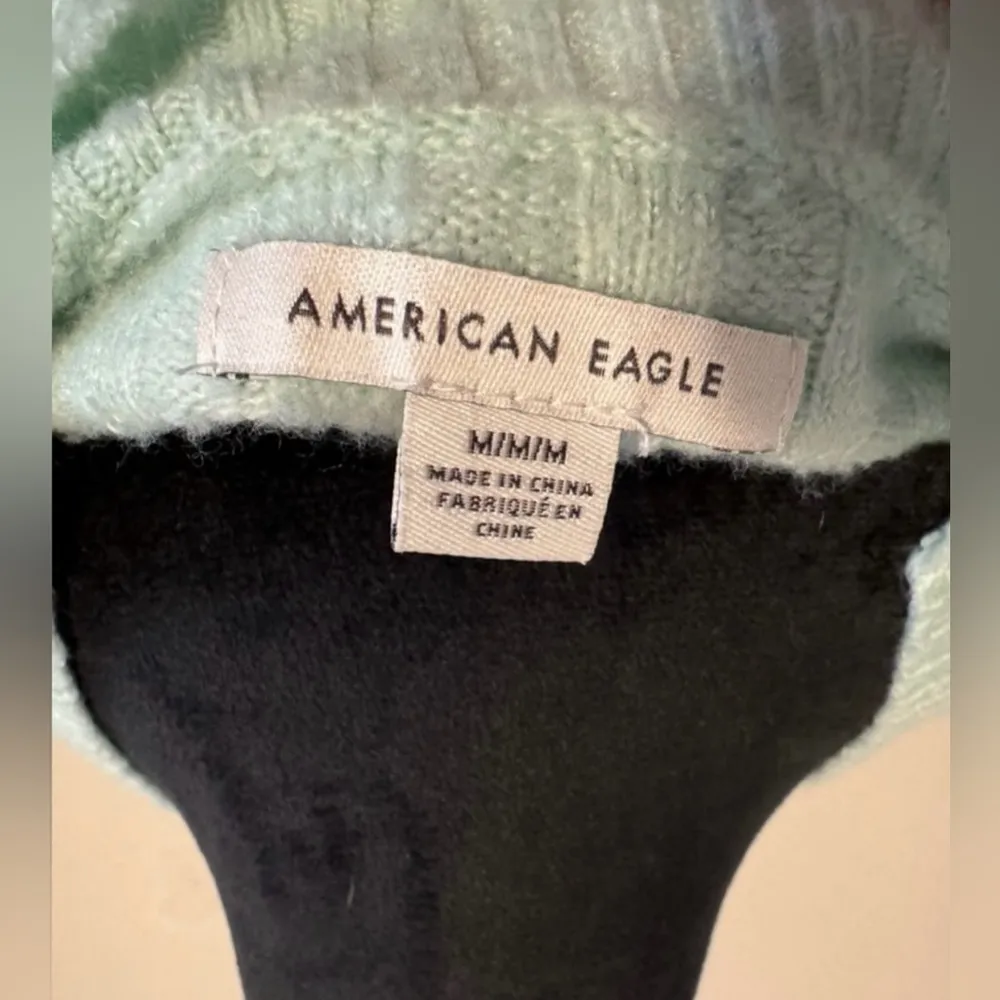 AMERICAN EAGLE
M/M/M
MADE IN CHINA
FABRIQUÉ EN
CHINE